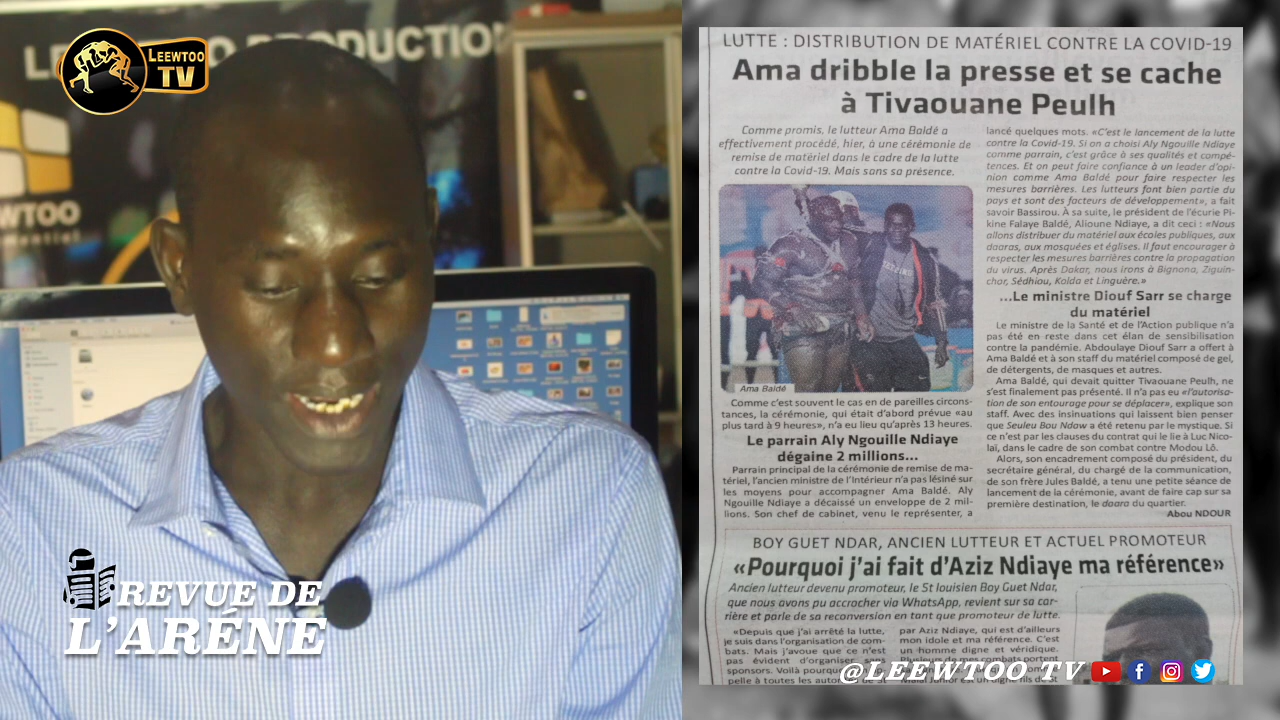 LEEWTOO PRODUCTION
LEEWTOO
TV
WTOO
REVUE DE
L'ARÉNE
LUTTE : DISTRIBUTION DE MATÉRIEL CONTRE LA COVID-19
Ama dribble la presse et se cache
à Tivaouane Peulh
Comme promis, le lutteur Ama Baldé a
effectivement procédé, hier, à une cérémonie de
remise de matériel dans le cadre de la lutte
contre la Covid-19. Mais sans sa présence.
Ama Baldé
Comme c'est souvent le cas en de pareilles circons-
tances, la cérémonie, qui était d'abord prévue «au
plus tard à 9 heures», n'a eu lieu qu'après 13 heures.
Le parrain Aly Ngouille Ndiaye
dégaine 2 millions...
Parrain principal de la cérémonie de remise de ma-
tériel, l'ancien ministre de l'Intérieur n'a pas lésiné sur
les moyens pour accompagner Ama Baldé. Aly
Ngouille Ndiaye a décaissé un enveloppe de 2 mil-
lions. Son chef de cabinet, venu le représenter, a
lancé quelques mots. «C'est le lancement de la lutte
contre la Covid-19. Si on a choisi Aly Ngouille Ndiaye
comme parrain, c'est grâce à ses qualités et compé-
tences. Et on peut faire confiance à un leader d'opi-
nion comme Ama Baldé pour faire respecter les
mesures barrières. Les lutteurs font bien partie du
pays et sont des facteurs de développement», a fait
savoir Bassirou. À sa suite, le président de l'écurie Pi-
kine Falaye Baldé, Alioune Ndiaye, a dit ceci : «Nous
allons distribuer du matériel aux écoles publiques, aux
daaras, aux mosquées et églises. Il faut encourager à
respecter les mesures barrières contre la propagation
du virus. Après Dakar, nous irons à Bignona, Ziguin-
chor, Sédhiou, Kolda et Linguère.»
...Le ministre Diouf Sarr se charge
du matériel
Le ministre de la Santé et de l'Action publique n'a
pas été en reste dans cet élan de sensibilisation
contre la pandémie. Abdoulaye Diouf Sarr a offert à
Ama Baldé et à son staff du matériel composé de gel,
de détergents, de masques et autres.
Ama Baldé, qui devait quitter Tivaouane Peulh, ne
s'est finalement pas présenté. Il n'a pas eu «l'autorisa-
tion de son entourage pour se déplacer», explique son
staff. Avec des insinuations qui laissent bien penser
que Seuleu Bou Ndaw a été retenu par le mystique. Si
ce n'est par les clauses du contrat qui le lie à Luc Nico-
laï, dans le cadre de son combat contre Modou Lô.
Alors, son encadrement composé du président, du
secrétaire général, du chargé de la communication,
de son frère Jules Baldé, a tenu une petite séance de
lancement de la cérémonie, avant de faire cap sur sa
première destination, le daara du quartier.
Abou NDOUR
BOY GUET NDAR, ANCIEN LUTTEUR ET ACTUEL PROMOTEUR
«Pourquoi j'ai fait d'Aziz Ndiaye ma référence»
Ancien lutteur devenu promoteur, le St louisien Boy Guet Ndar,
que nous avons pu accrocher via WhatsApp, revient sur sa car-
rière et parle de sa reconversion en tant que promoteur de lutte.
«Depuis que j'ai arrêté la lutte,
je suis dans l'organisation de com-
bats. Mais j'avoue que ce n'est
pas évident d'organiser sans
sponsors. Voilà pourquoi
pelle à toutes les
par Aziz Ndiaye, qui est d'ailleurs
mon idole et ma référence. C'est
un homme digne et véridique.
Plusieurs de mes combats portent
@LEEWTOO TV